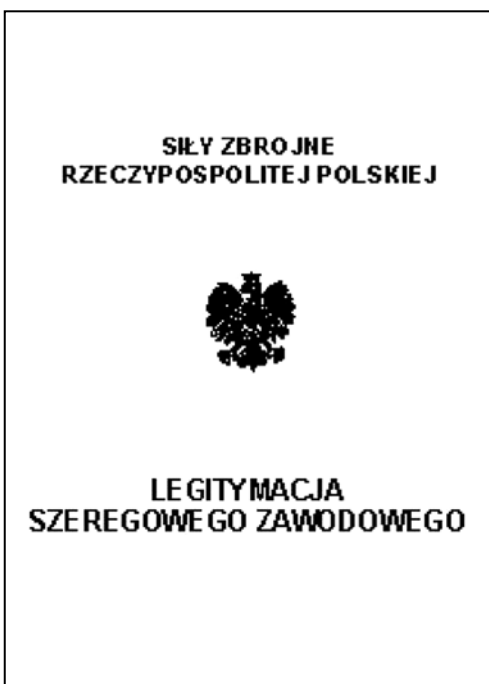 SIŁY ZBROJNE
RZECZYPOSPOLITEJ POLSKIEJ
LEGITYMACJA
SZEREGOWEGO ZAWODOWEGO